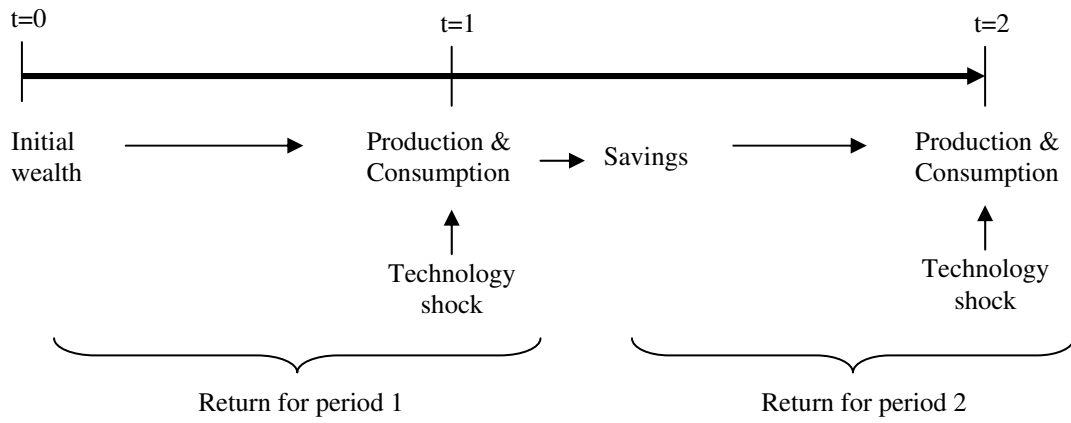 t=0
t=1
t=2
Initial
wealth
Production &
Consumption
Savings
Production &
Consumption
Technology
shock
Technology
shock
Return for period 1
Return for period 2